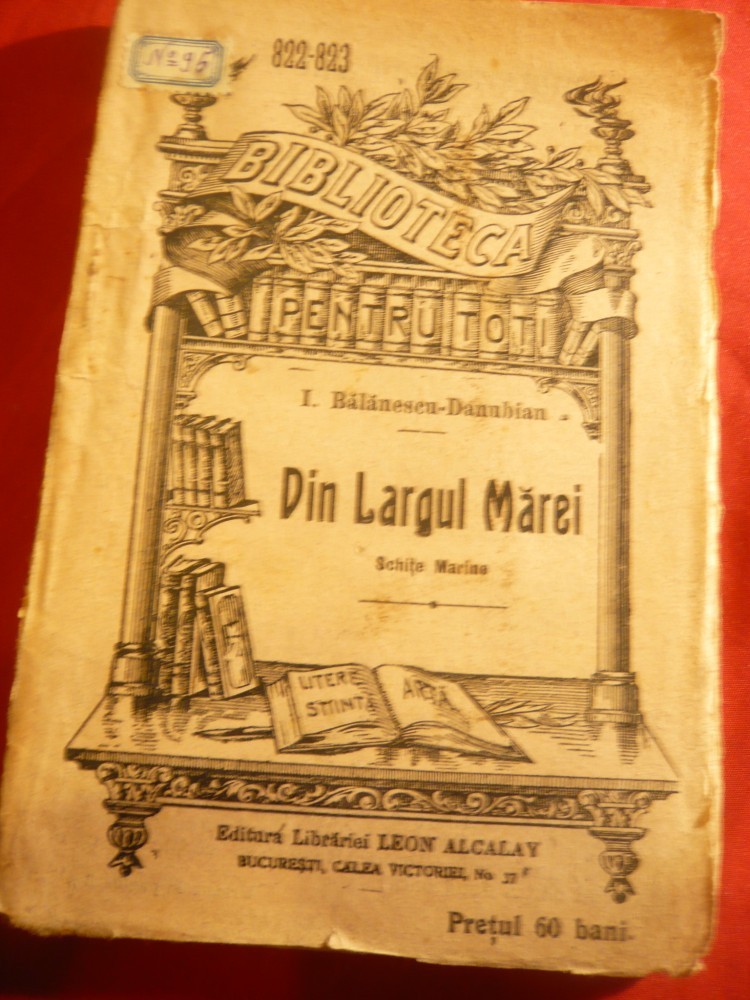 No 96
822-823
BIBLIOTECA
PENTRU TOȚI
I. Bălănescu-Danubian
Din Largul Mărei
Schițe Marine
LITERE ARTĂ
STIINTĂ
Editura Librăriei LEON ALCALAY
BUCUREȘTI, CALEA VICTORIEI, No 37
Prețul 60 bani.